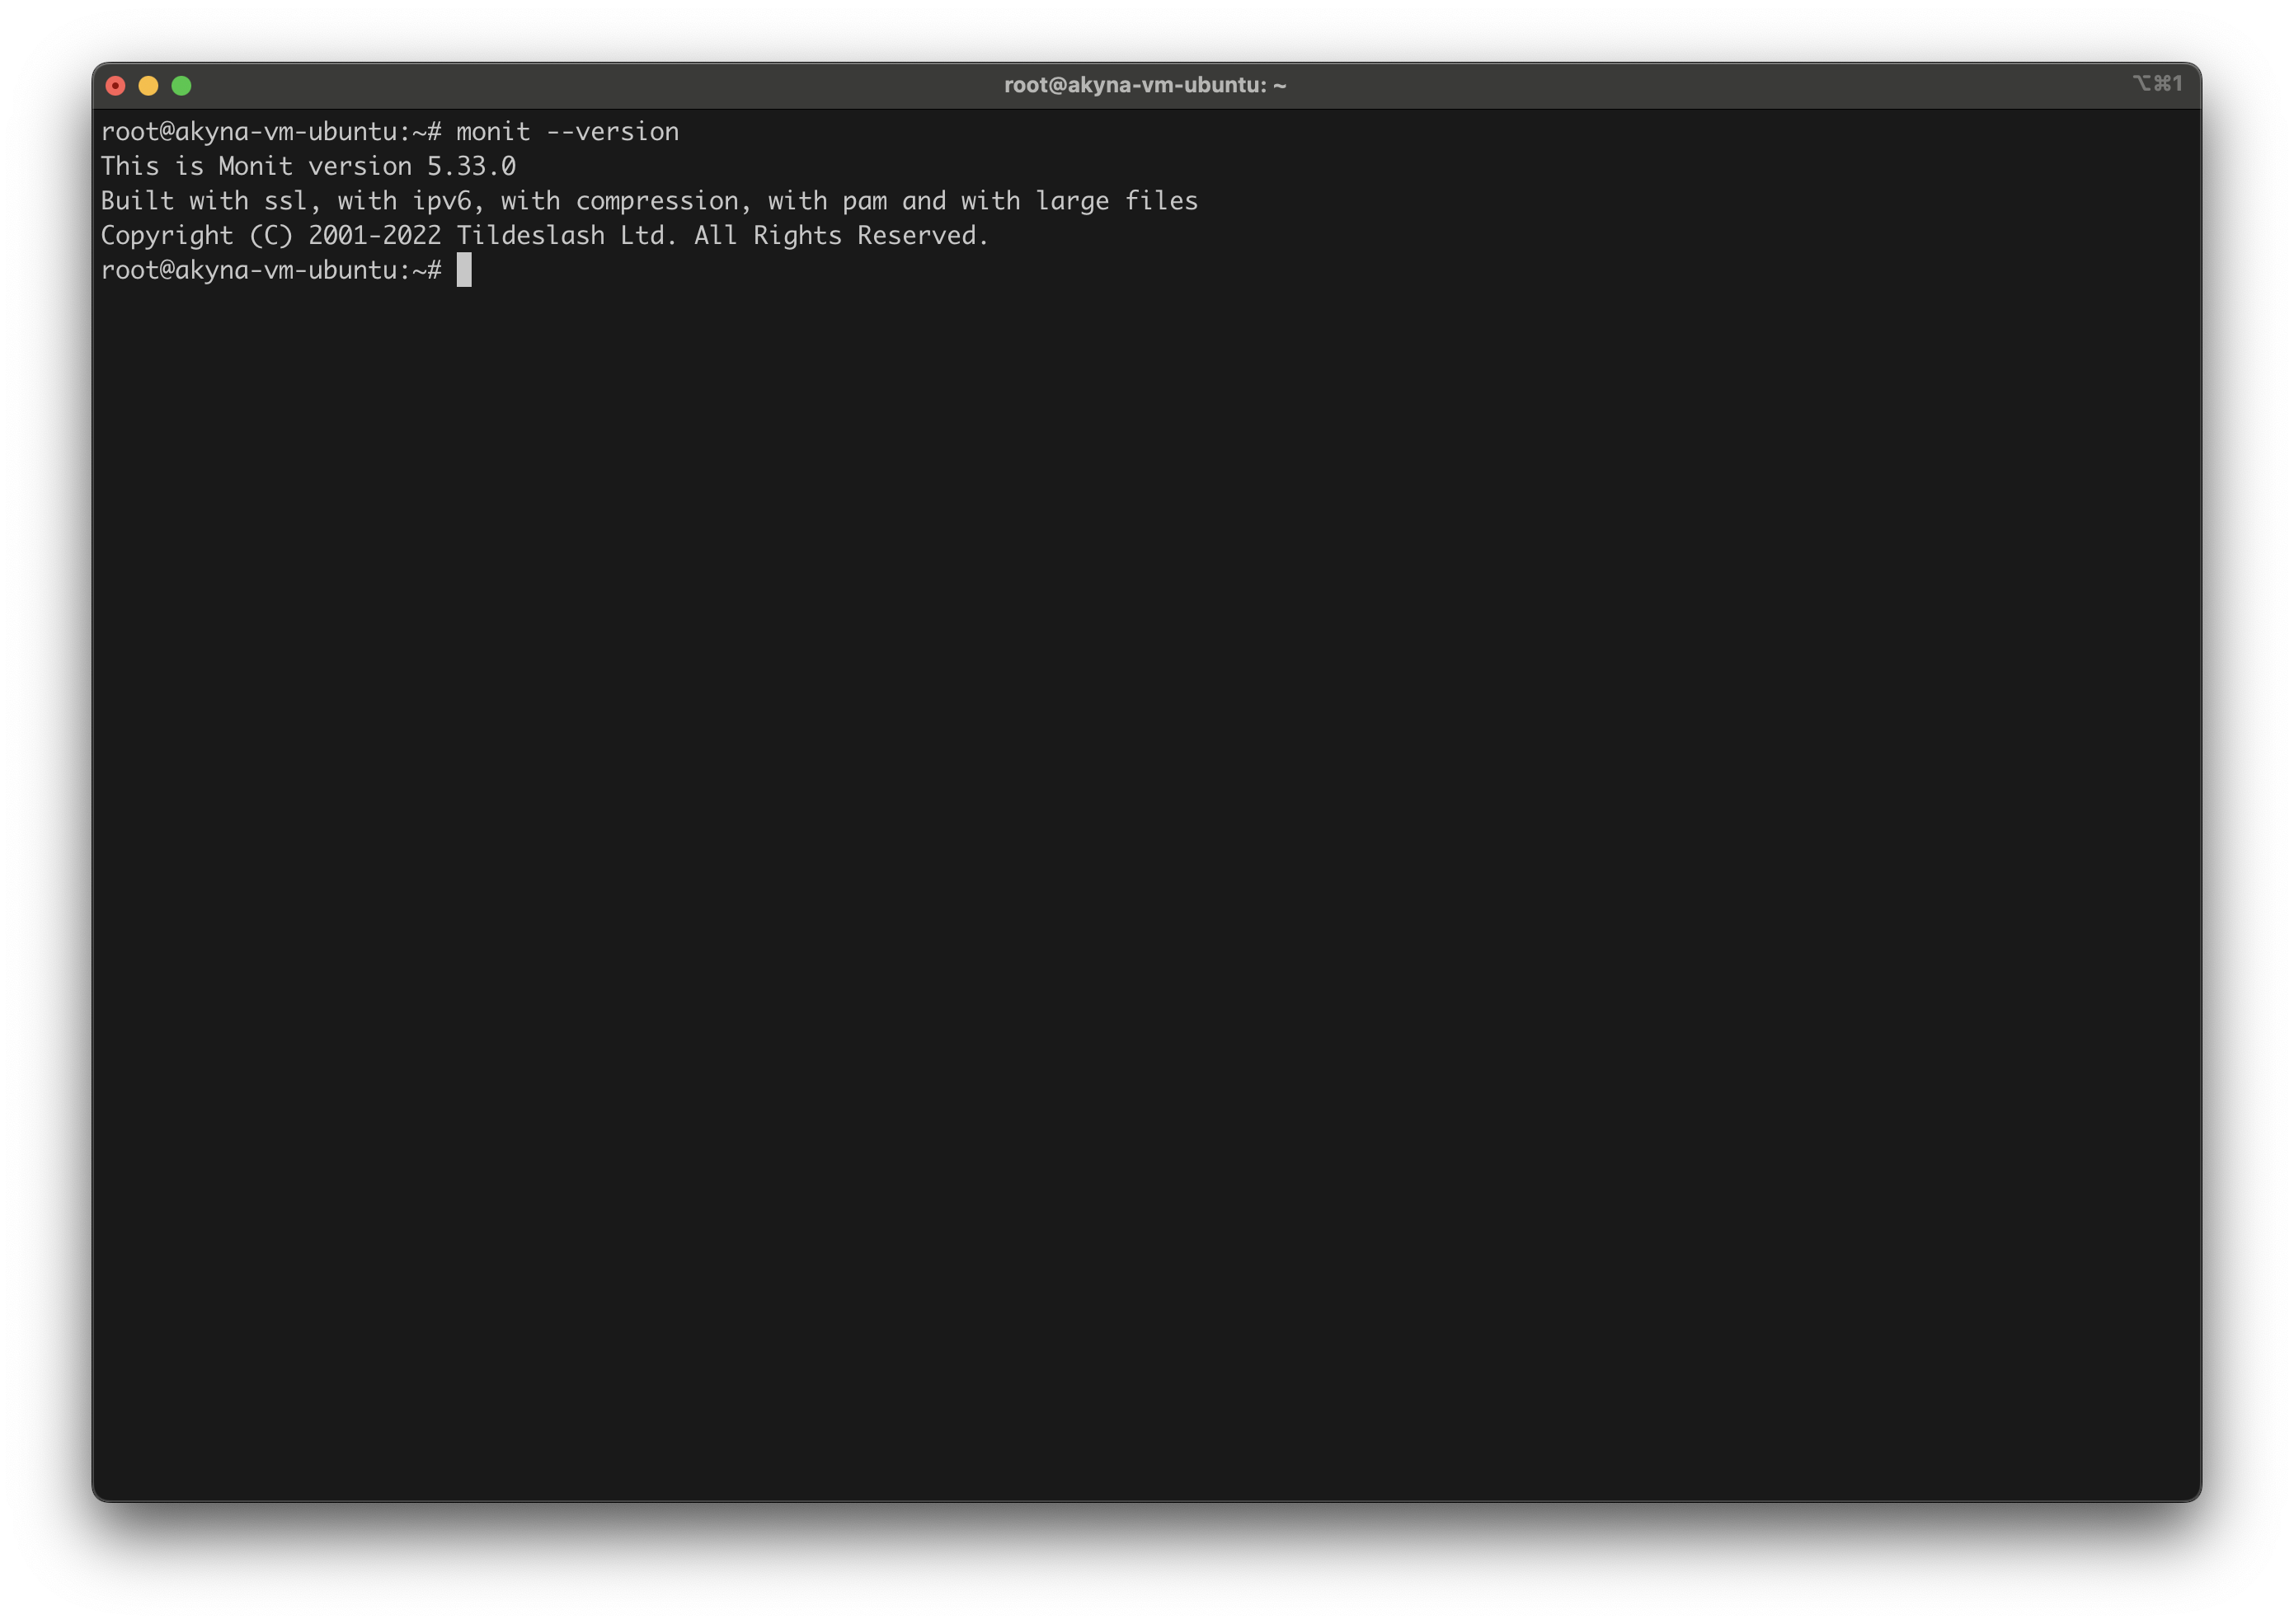 root@akyna-vm-ubuntu: ~
⌥⌘1
root@akyna-vm-ubuntu:~# monit --version
This is Monit version 5.33.0
Built with ssl, with ipv6, with compression, with pam and with large files
Copyright (C) 2001-2022 Tildeslash Ltd. All Rights Reserved.
root@akyna-vm-ubuntu:~#